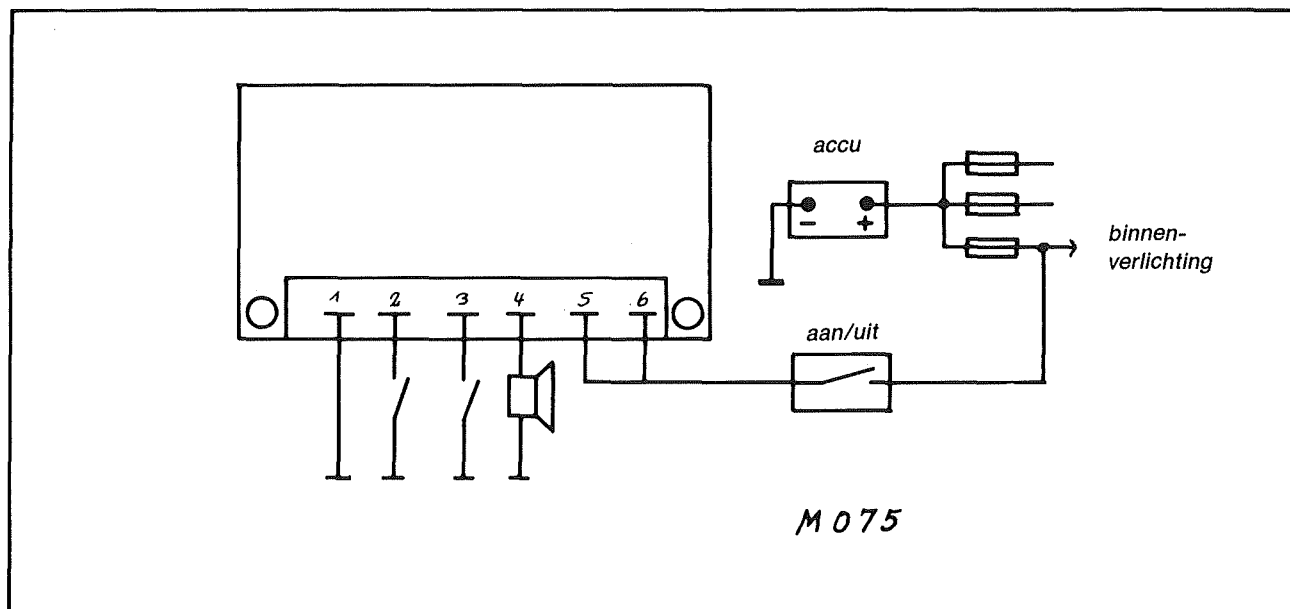 accu
binnen-
verlichting
1 2 3 4 5 6
- +
aan/uit
M 075